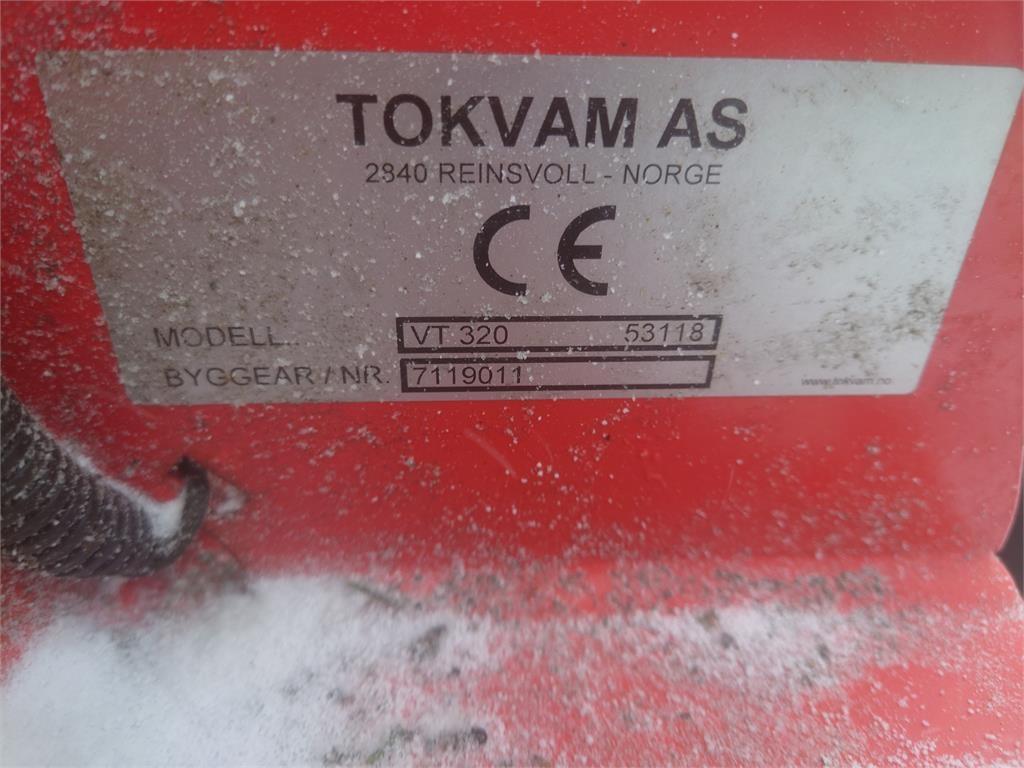 TOKVAM AS
2840 REINSVOLL - NORGE
CE
MODELL.. VT 320 53118
BYGGEAR / NR. 7119011
www.tokvam.no